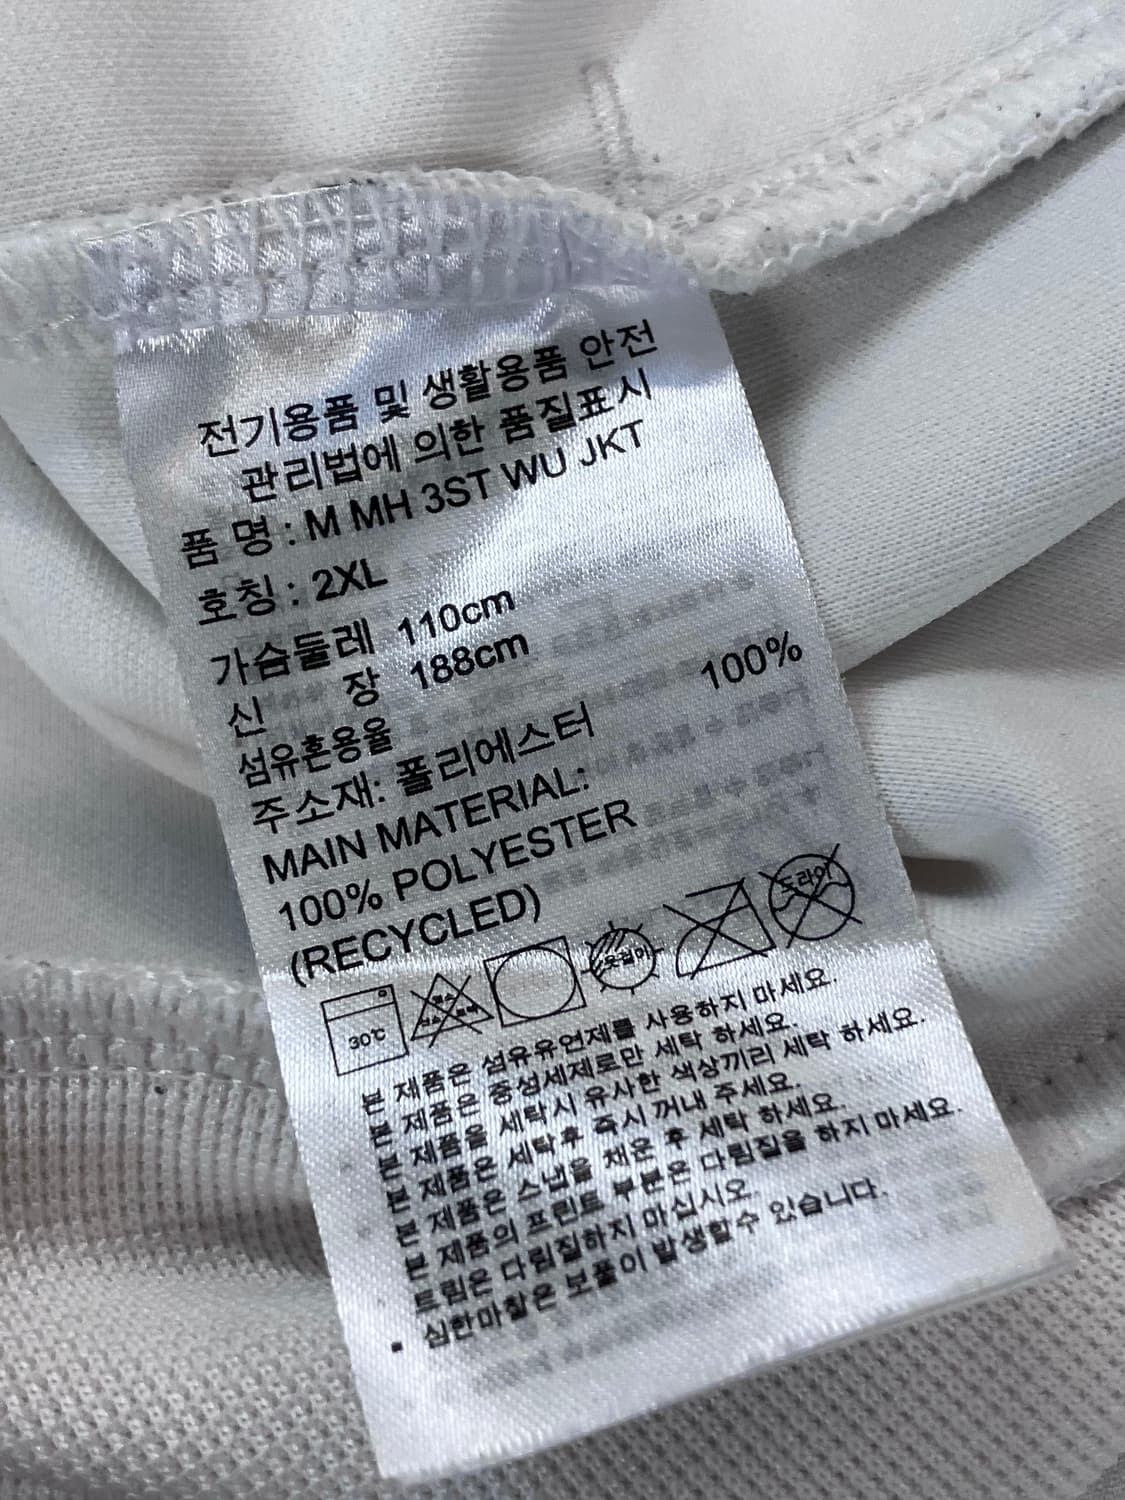 전기용품 및 생활용품 안전
관리법에 의한 품질표시
품 명 : M MH 3ST WU JKT
호칭 : 2XL
가슴둘레 110cm
신 장 188cm
섬유혼용율
주소재: 폴리에스터 100%
MAIN MATERIAL:
100% POLYESTER
(RECYCLED)
30℃
옷걸이
드라이
본 제품은 섬유유연제를 사용하지 마세요.
본 제품은 중성세제로만 세탁 하세요.
본 제품을 세탁시 유사한 색상끼리 세탁 하세요.
본 제품은 세탁후 즉시 꺼내 주세요.
본 제품은 스냅을 채운 후 세탁 하세요.
본 제품의 프린트 부분은 다림질을 하지 마세요.
트림은 다림질하지 마십시오.
▪ 심한마찰은 보풀이 발생할수 있습니다.